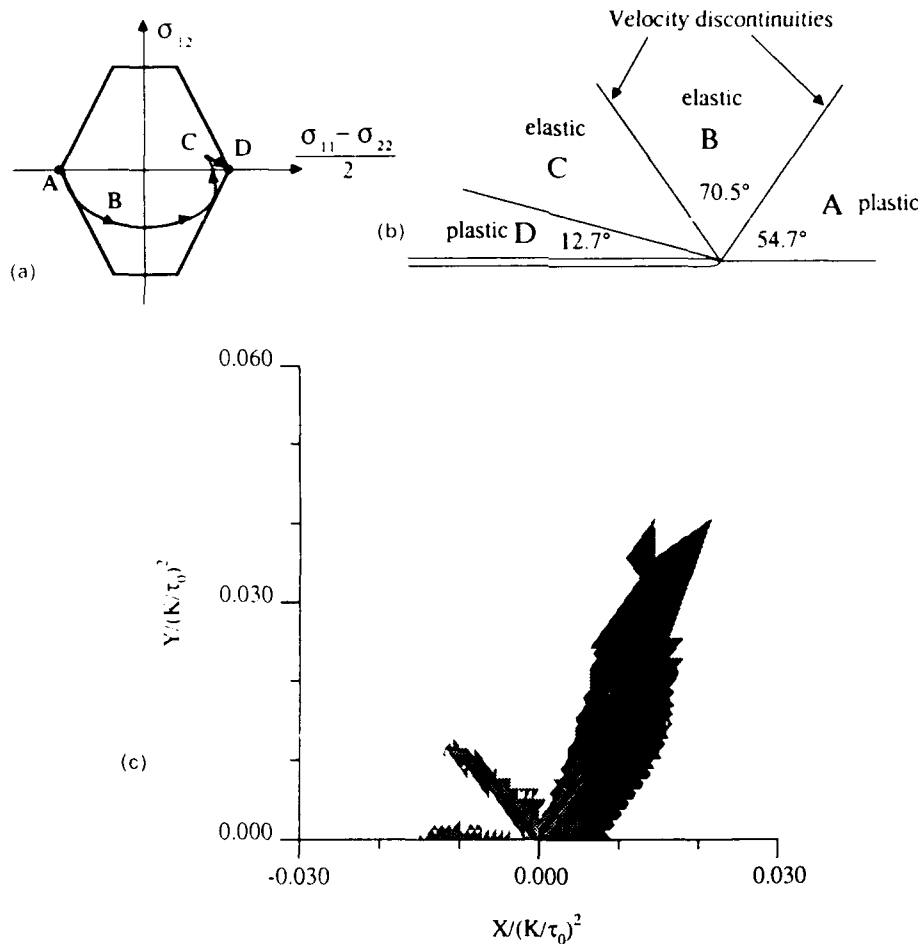 (a)
σ₁₂
C
D
A
B
σ₁₁ − σ₂₂
2
Velocity discontinuities
elastic
B
elastic
C
70.5°
A plastic
(b)
plastic D
12.7°
54.7°
0.060
0.030
0.000
Y/(K/τ₀)²
(c)
-0.030
0.000
0.030
X/(K/τ₀)²